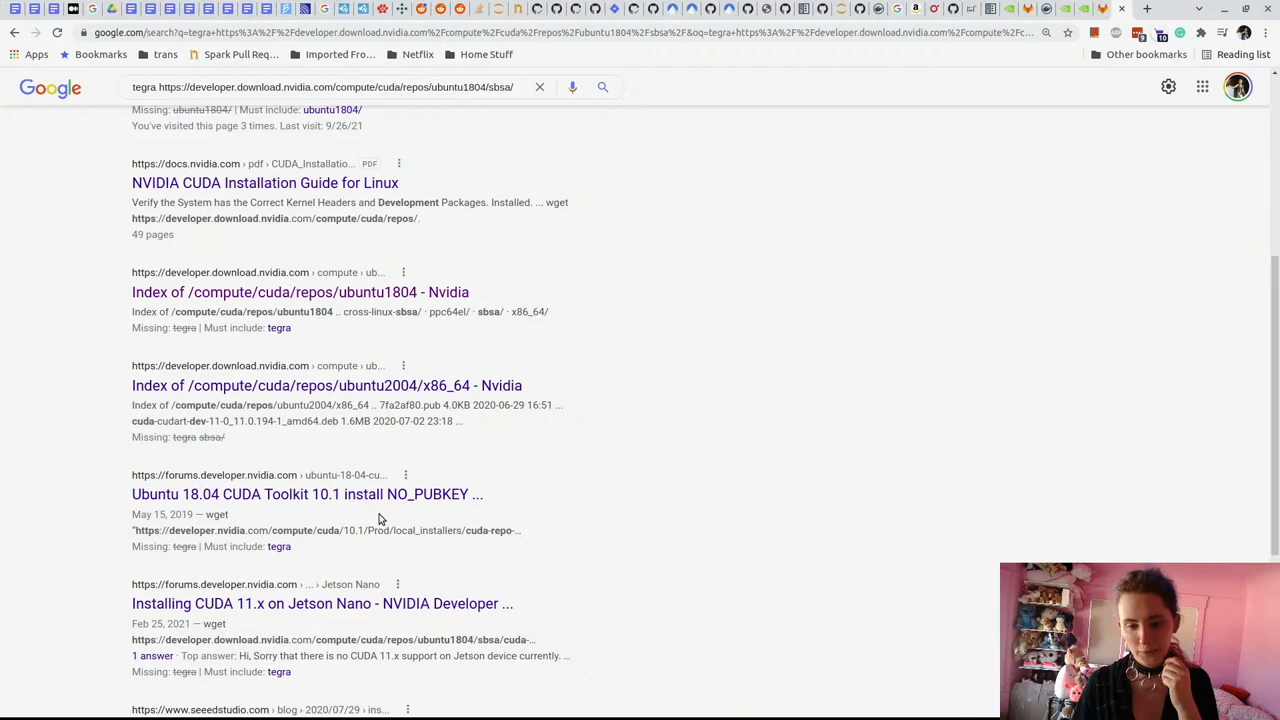 google.com/search?q=tegra+https%3A%2F%2Fdeveloper.download.nvidia.com%2Fcompute%2Fcuda%2Frepos%2Fubuntu1804%2Fsbsa%2F&oq=tegra+https%3A%2F%2Fdeveloper.download.nvidia.com%2Fcompute%2Fcuda%2Frepos%2Fubuntu1804%2Fsbsa%2F&aqs=c...
Apps Bookmarks trans Spark Pull Reque... Imported Fro... Netflix Home Stuff Other bookmarks Reading list
Google tegra https://developer.download.nvidia.com/compute/cuda/repos/ubuntu1804/sbsa/
Missing: ubuntu1804/ | Must include: ubuntu1804/
You've visited this page 3 times. Last visit: 9/26/21
https://docs.nvidia.com › pdf › CUDA_Installatio... PDF
NVIDIA CUDA Installation Guide for Linux
Verify the System has the Correct Kernel Headers and Development Packages. Installed. ... wget
https://developer.download.nvidia.com/compute/cuda/repos/.
49 pages
https://developer.download.nvidia.com › compute › ub...
Index of /compute/cuda/repos/ubuntu1804 - Nvidia
Index of /compute/cuda/repos/ubuntu1804 .. cross-linux-sbsa/ · ppc64el/ · sbsa/ · x86_64/
Missing: tegra | Must include: tegra
https://developer.download.nvidia.com › compute › ub...
Index of /compute/cuda/repos/ubuntu2004/x86_64 - Nvidia
Index of /compute/cuda/repos/ubuntu2004/x86_64 .. 7fa2af80.pub 4.0KB 2020-06-29 16:51 ...
cuda-cudart-dev-11-0_11.0.194-1_amd64.deb 1.6MB 2020-07-02 23:18 ...
Missing: tegra sbsa/
https://forums.developer.nvidia.com › ubuntu-18-04-cu...
Ubuntu 18.04 CUDA Toolkit 10.1 install NO_PUBKEY ...
May 15, 2019 — wget
"https://developer.nvidia.com/compute/cuda/10.1/Prod/local_installers/cuda-repo-...
Missing: tegra | Must include: tegra
https://forums.developer.nvidia.com › ... › Jetson Nano
Installing CUDA 11.x on Jetson Nano - NVIDIA Developer ...
Feb 25, 2021 — wget
https://developer.download.nvidia.com/compute/cuda/repos/ubuntu1804/sbsa/cuda-...
1 answer · Top answer: Hi, Sorry that there is no CUDA 11.x support on Jetson device currently. ...
Missing: tegra | Must include: tegra
https://www.seeedstudio.com › blog › 2020/07/29 › ins...